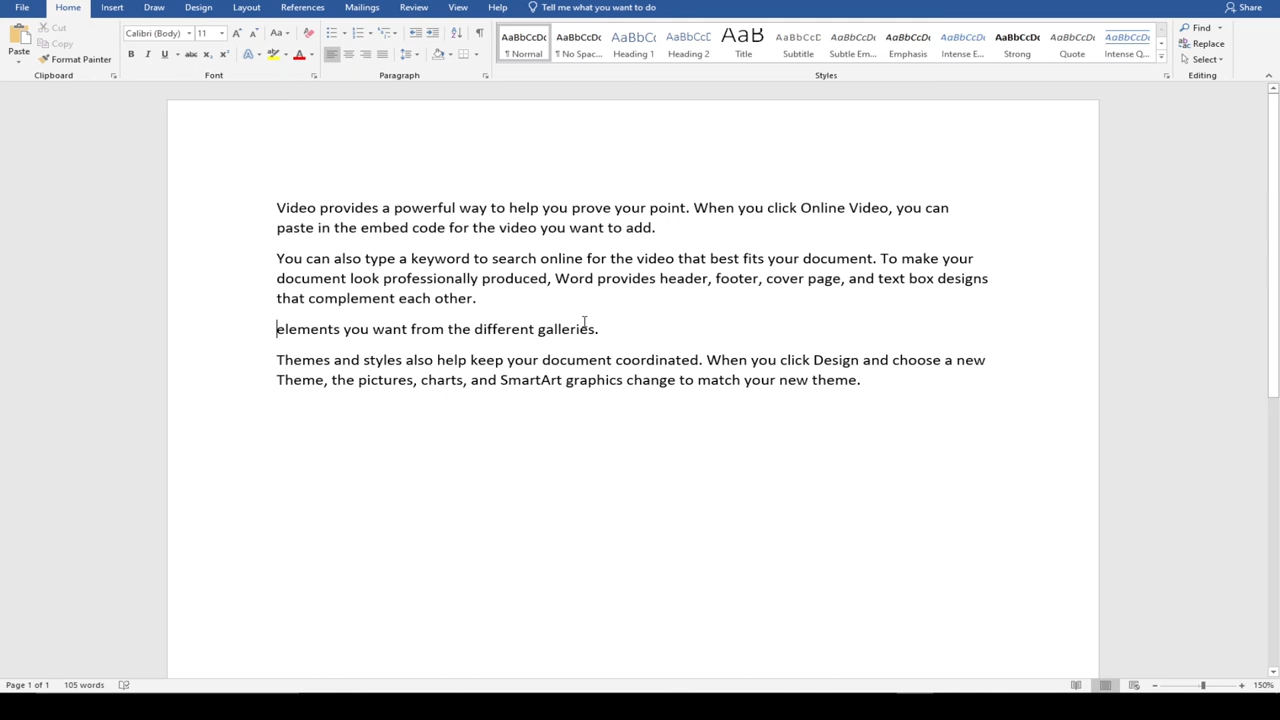 File Home Insert Draw Design Layout References Mailings Review View Help Tell me what you want to do Share
Paste Cut Copy Format Painter
Calibri (Body) 11 Aa
B I U abc X₂ X² A A
AaBbCcDc AaBbCcDc AaBbCc AaBbCcD AaB AaBbCcD AaBbCcDc AaBbCcDc AaBbCcDc AaBbCcDc AaBbCcDc AaBbCcDc
¶ Normal ¶ No Spac... Heading 1 Heading 2 Title Subtitle Subtle Em... Emphasis Intense E... Strong Quote Intense Q...
Find Replace Select
Clipboard Font Paragraph Styles Editing
Video provides a powerful way to help you prove your point. When you click Online Video, you can
paste in the embed code for the video you want to add.
You can also type a keyword to search online for the video that best fits your document. To make your
document look professionally produced, Word provides header, footer, cover page, and text box designs
that complement each other.
elements you want from the different galleries.
Themes and styles also help keep your document coordinated. When you click Design and choose a new
Theme, the pictures, charts, and SmartArt graphics change to match your new theme.
Page 1 of 1 105 words 150%